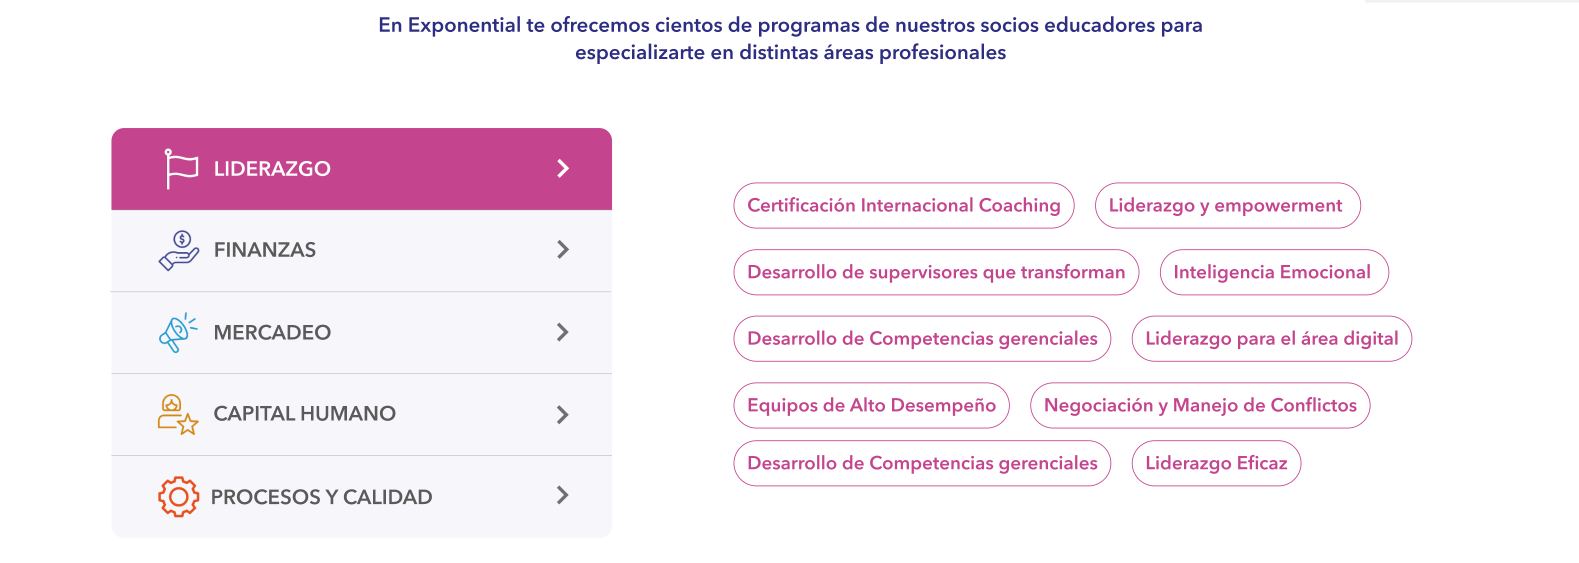 En Exponential te ofrecemos cientos de programas de nuestros socios educadores para
especializarte en distintas áreas profesionales
LIDERAZGO
FINANZAS
MERCADEO
CAPITAL HUMANO
PROCESOS Y CALIDAD
Certificación Internacional Coaching
Liderazgo y empowerment
Desarrollo de supervisores que transforman
Inteligencia Emocional
Desarrollo de Competencias gerenciales
Liderazgo para el área digital
Equipos de Alto Desempeño
Negociación y Manejo de Conflictos
Desarrollo de Competencias gerenciales
Liderazgo Eficaz